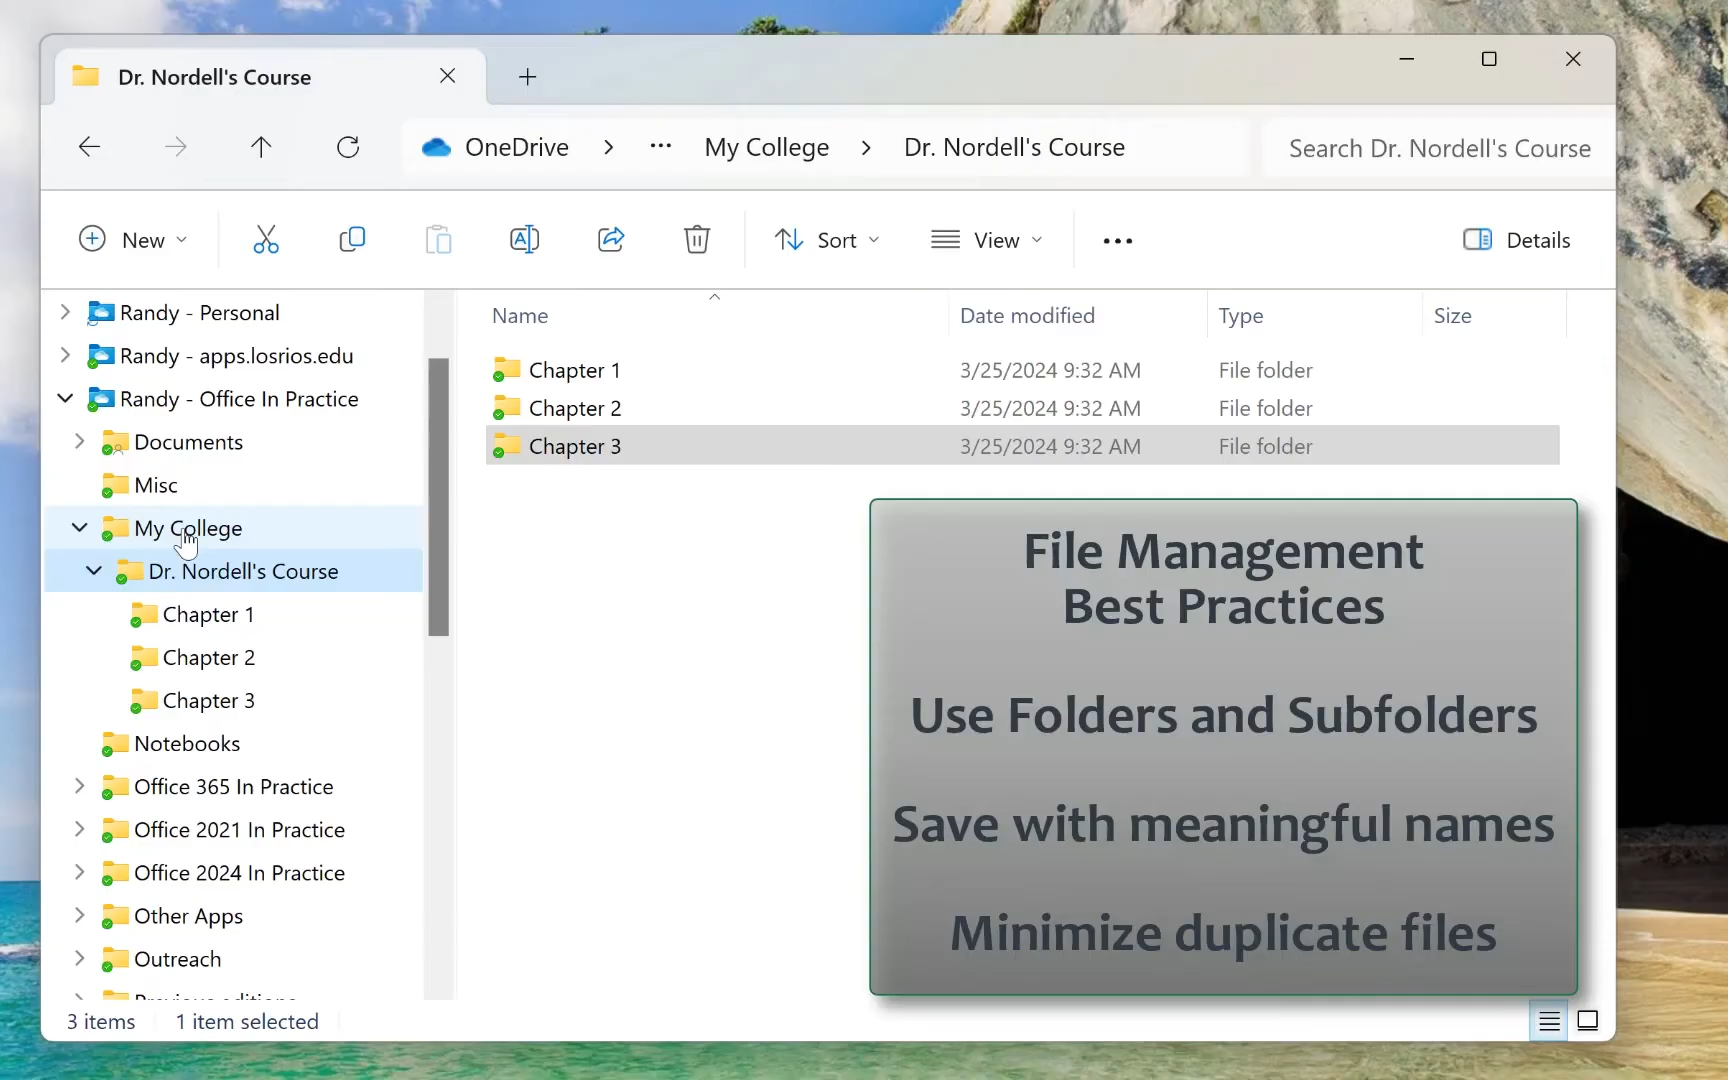 Dr. Nordell's Course
OneDrive > ... My College > Dr. Nordell's Course
Search Dr. Nordell's Course
New
Sort
View
Details
Randy - Personal
Randy - apps.losrios.edu
Randy - Office In Practice
Documents
Misc
My College
Dr. Nordell's Course
Chapter 1
Chapter 2
Chapter 3
Notebooks
Office 365 In Practice
Office 2021 In Practice
Office 2024 In Practice
Other Apps
Outreach
Name Date modified Type Size
Chapter 1 3/25/2024 9:32 AM File folder
Chapter 2 3/25/2024 9:32 AM File folder
Chapter 3 3/25/2024 9:32 AM File folder
File Management
Best Practices
Use Folders and Subfolders
Save with meaningful names
Minimize duplicate files
3 items 1 item selected